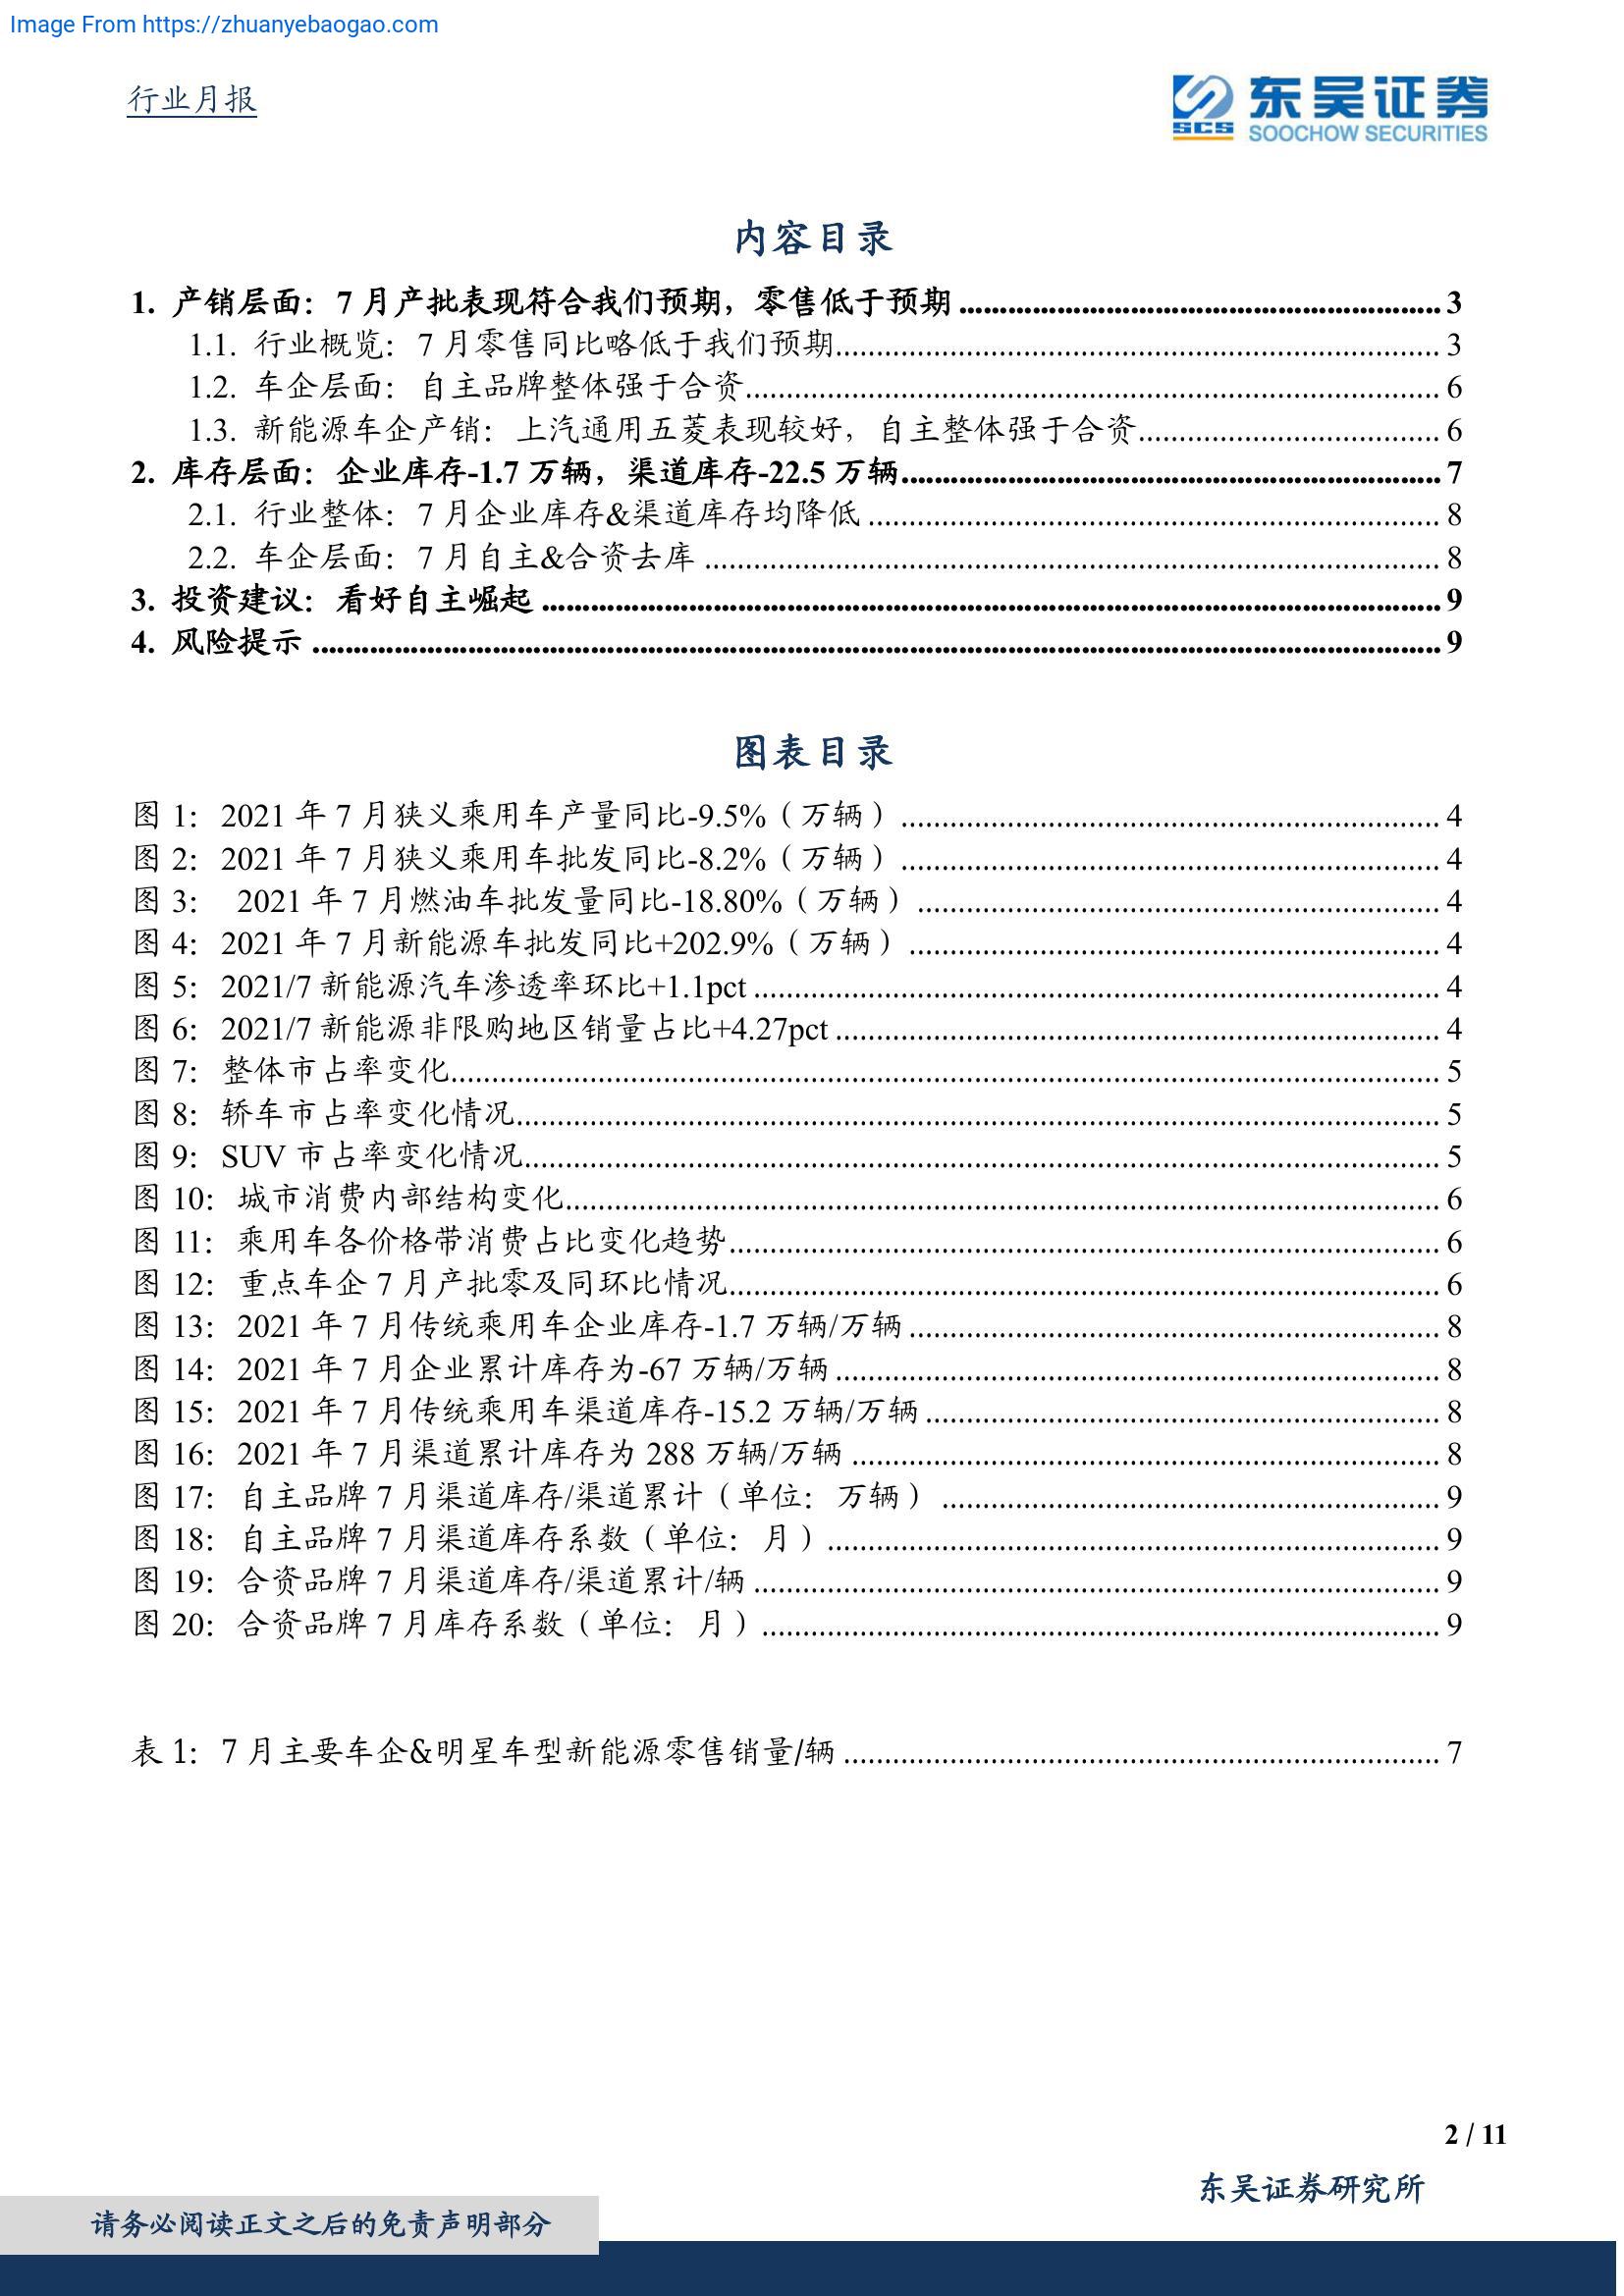 Image From https://zhuanyebaogao.com
行业月报
SCS 东吴证券
SOOCHOW SECURITIES
内容目录
1. 产销层面：7 月产批表现符合我们预期，零售低于预期 3
1.1. 行业概览：7 月零售同比略低于我们预期 3
1.2. 车企层面：自主品牌整体强于合资 6
1.3. 新能源车企产销：上汽通用五菱表现较好，自主整体强于合资 6
2. 库存层面：企业库存-1.7 万辆，渠道库存-22.5 万辆 7
2.1. 行业整体：7 月企业库存&渠道库存均降低 8
2.2. 车企层面：7 月自主&合资去库 8
3. 投资建议：看好自主崛起 9
4. 风险提示 9
图表目录
图 1：2021 年 7 月狭义乘用车产量同比-9.5%（万辆） 4
图 2：2021 年 7 月狭义乘用车批发同比-8.2%（万辆） 4
图 3： 2021 年 7 月燃油车批发量同比-18.80%（万辆） 4
图 4：2021 年 7 月新能源车批发同比+202.9%（万辆） 4
图 5：2021/7 新能源汽车渗透率环比+1.1pct 4
图 6：2021/7 新能源非限购地区销量占比+4.27pct 4
图 7：整体市占率变化 5
图 8：轿车市占率变化情况 5
图 9：SUV 市占率变化情况 5
图 10：城市消费内部结构变化 6
图 11：乘用车各价格带消费占比变化趋势 6
图 12：重点车企 7 月产批零及同环比情况 6
图 13：2021 年 7 月传统乘用车企业库存-1.7 万辆/万辆 8
图 14：2021 年 7 月企业累计库存为-67 万辆/万辆 8
图 15：2021 年 7 月传统乘用车渠道库存-15.2 万辆/万辆 8
图 16：2021 年 7 月渠道累计库存为 288 万辆/万辆 8
图 17：自主品牌 7 月渠道库存/渠道累计（单位：万辆） 9
图 18：自主品牌 7 月渠道库存系数（单位：月） 9
图 19：合资品牌 7 月渠道库存/渠道累计/辆 9
图 20：合资品牌 7 月库存系数（单位：月） 9
表 1：7 月主要车企&明星车型新能源零售销量/辆 7
2 / 11
东吴证券研究所
请务必阅读正文之后的免责声明部分